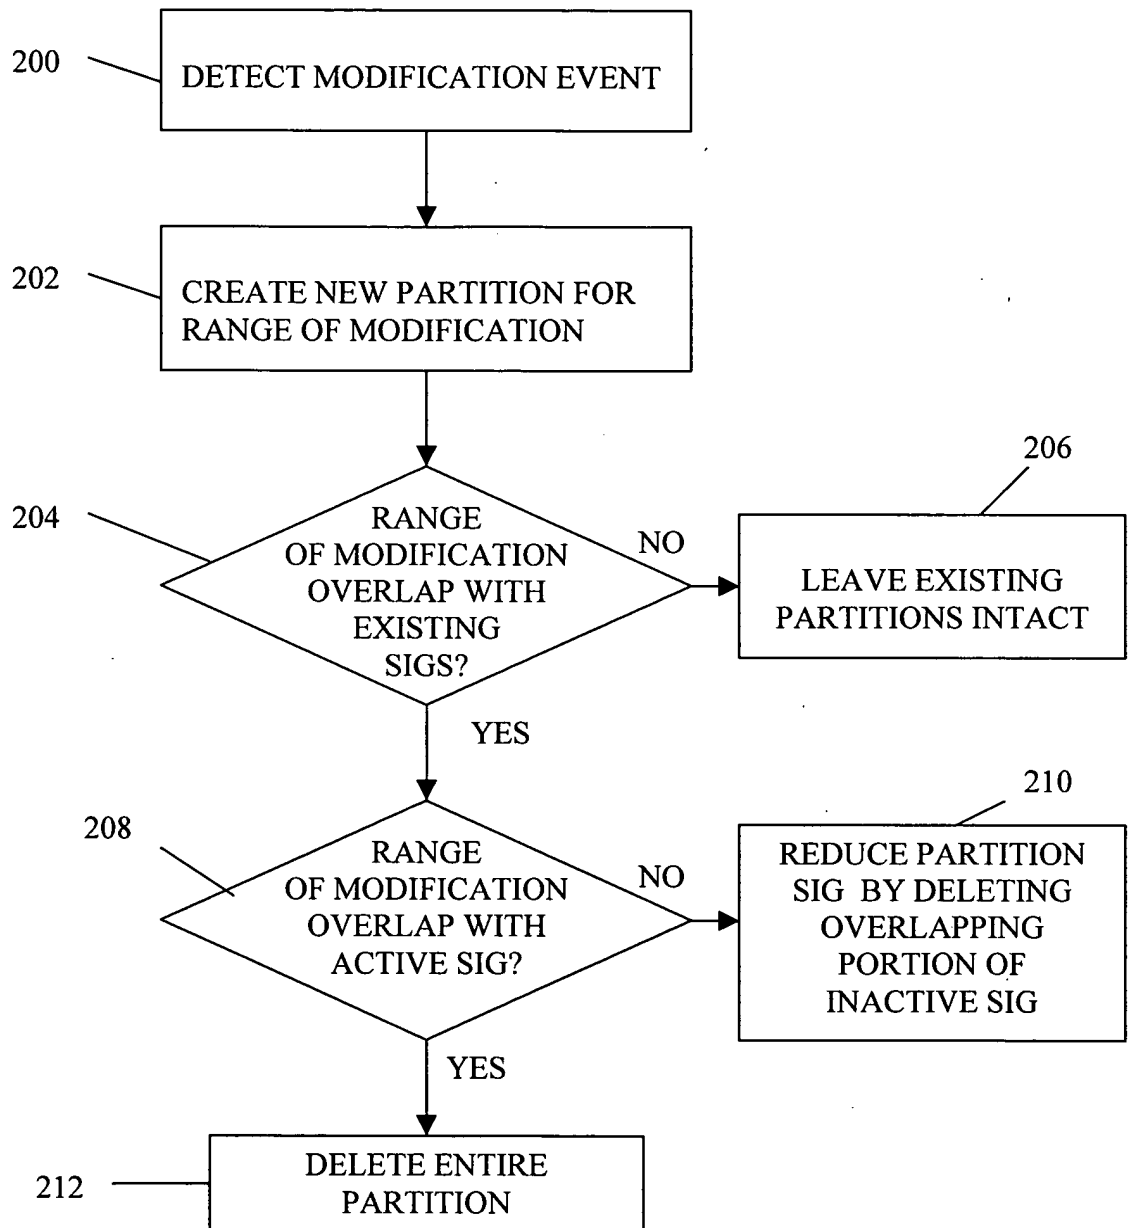 200
DETECT MODIFICATION EVENT
202
CREATE NEW PARTITION FOR
RANGE OF MODIFICATION
204
RANGE
OF MODIFICATION
OVERLAP WITH
EXISTING
SIGS?
NO
206
LEAVE EXISTING
PARTITIONS INTACT
YES
208
RANGE
OF MODIFICATION
OVERLAP WITH
ACTIVE SIG?
NO
210
REDUCE PARTITION
SIG BY DELETING
OVERLAPPING
PORTION OF
INACTIVE SIG
YES
212
DELETE ENTIRE
PARTITION